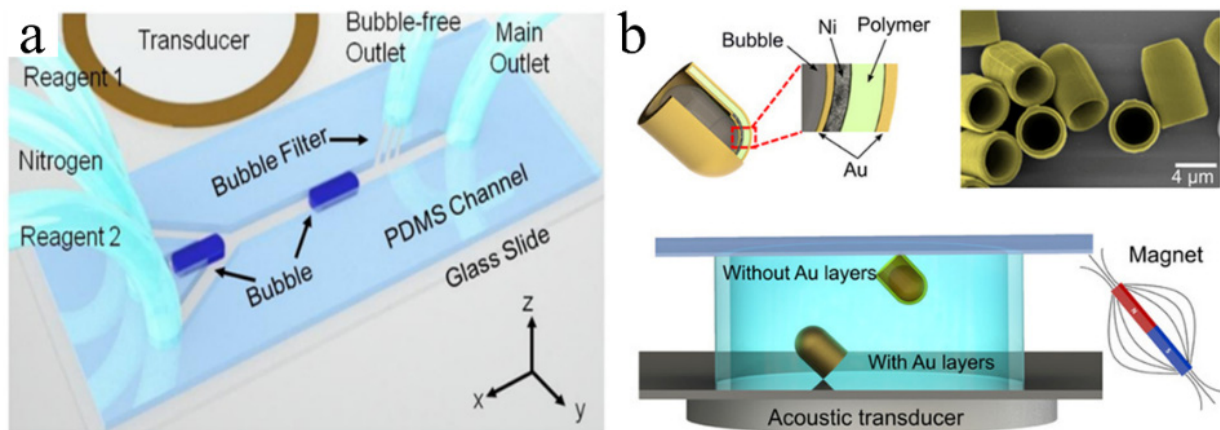 a
Transducer
Bubble-free
Outlet
Main
Outlet
Reagent 1
Nitrogen
Reagent 2
Bubble Filter
Bubble
PDMS Channel
Glass Slide
z
x
y
b
Bubble
Ni
Polymer
Au
4 μm
Without Au layers
With Au layers
Acoustic transducer
Magnet